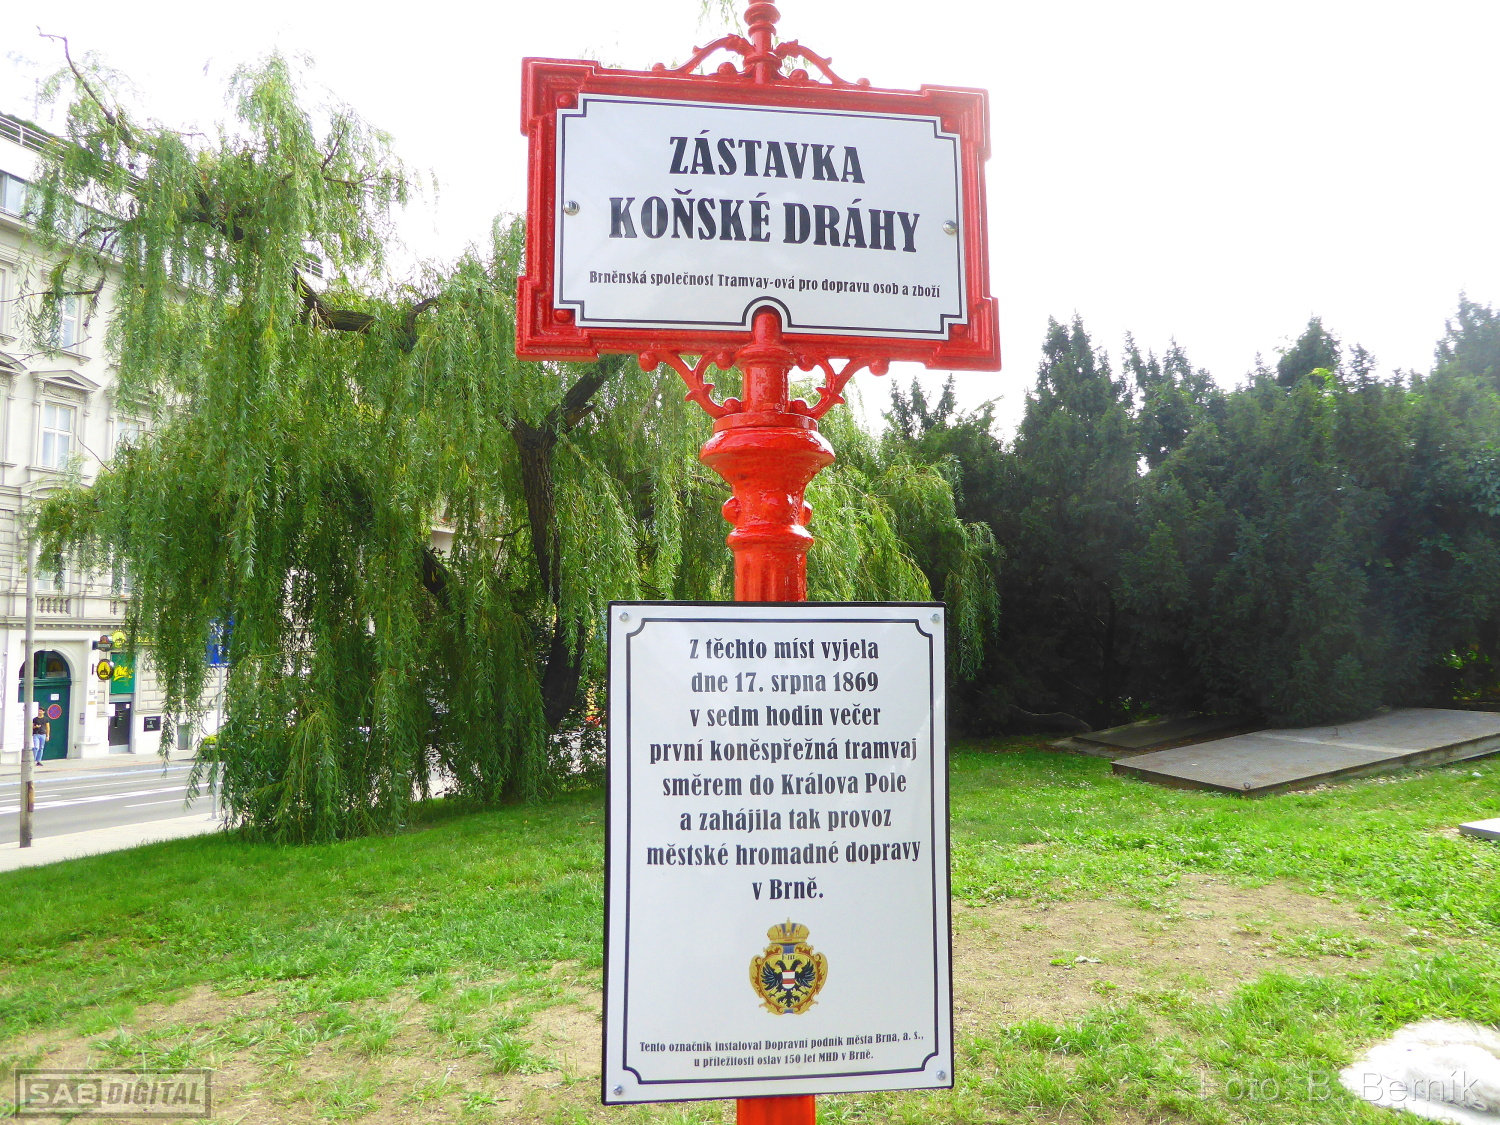 ZÁSTAVKA
KOŇSKÉ DRÁHY
Brněnská společnost Tramvay-ová pro dopravu osob a zboží
Z těchto míst vyjela
dne 17. srpna 1869
v sedm hodin večer
první koněspřežná tramvaj
směrem do Králova Pole
a zahájila tak provoz
městské hromadné dopravy
v Brně.
Tento označník instaloval Dopravní podnik města Brna, a. s.,
u příležitosti oslav 150 let MHD v Brně.
SAB DIGITAL
Foto: B. Berník